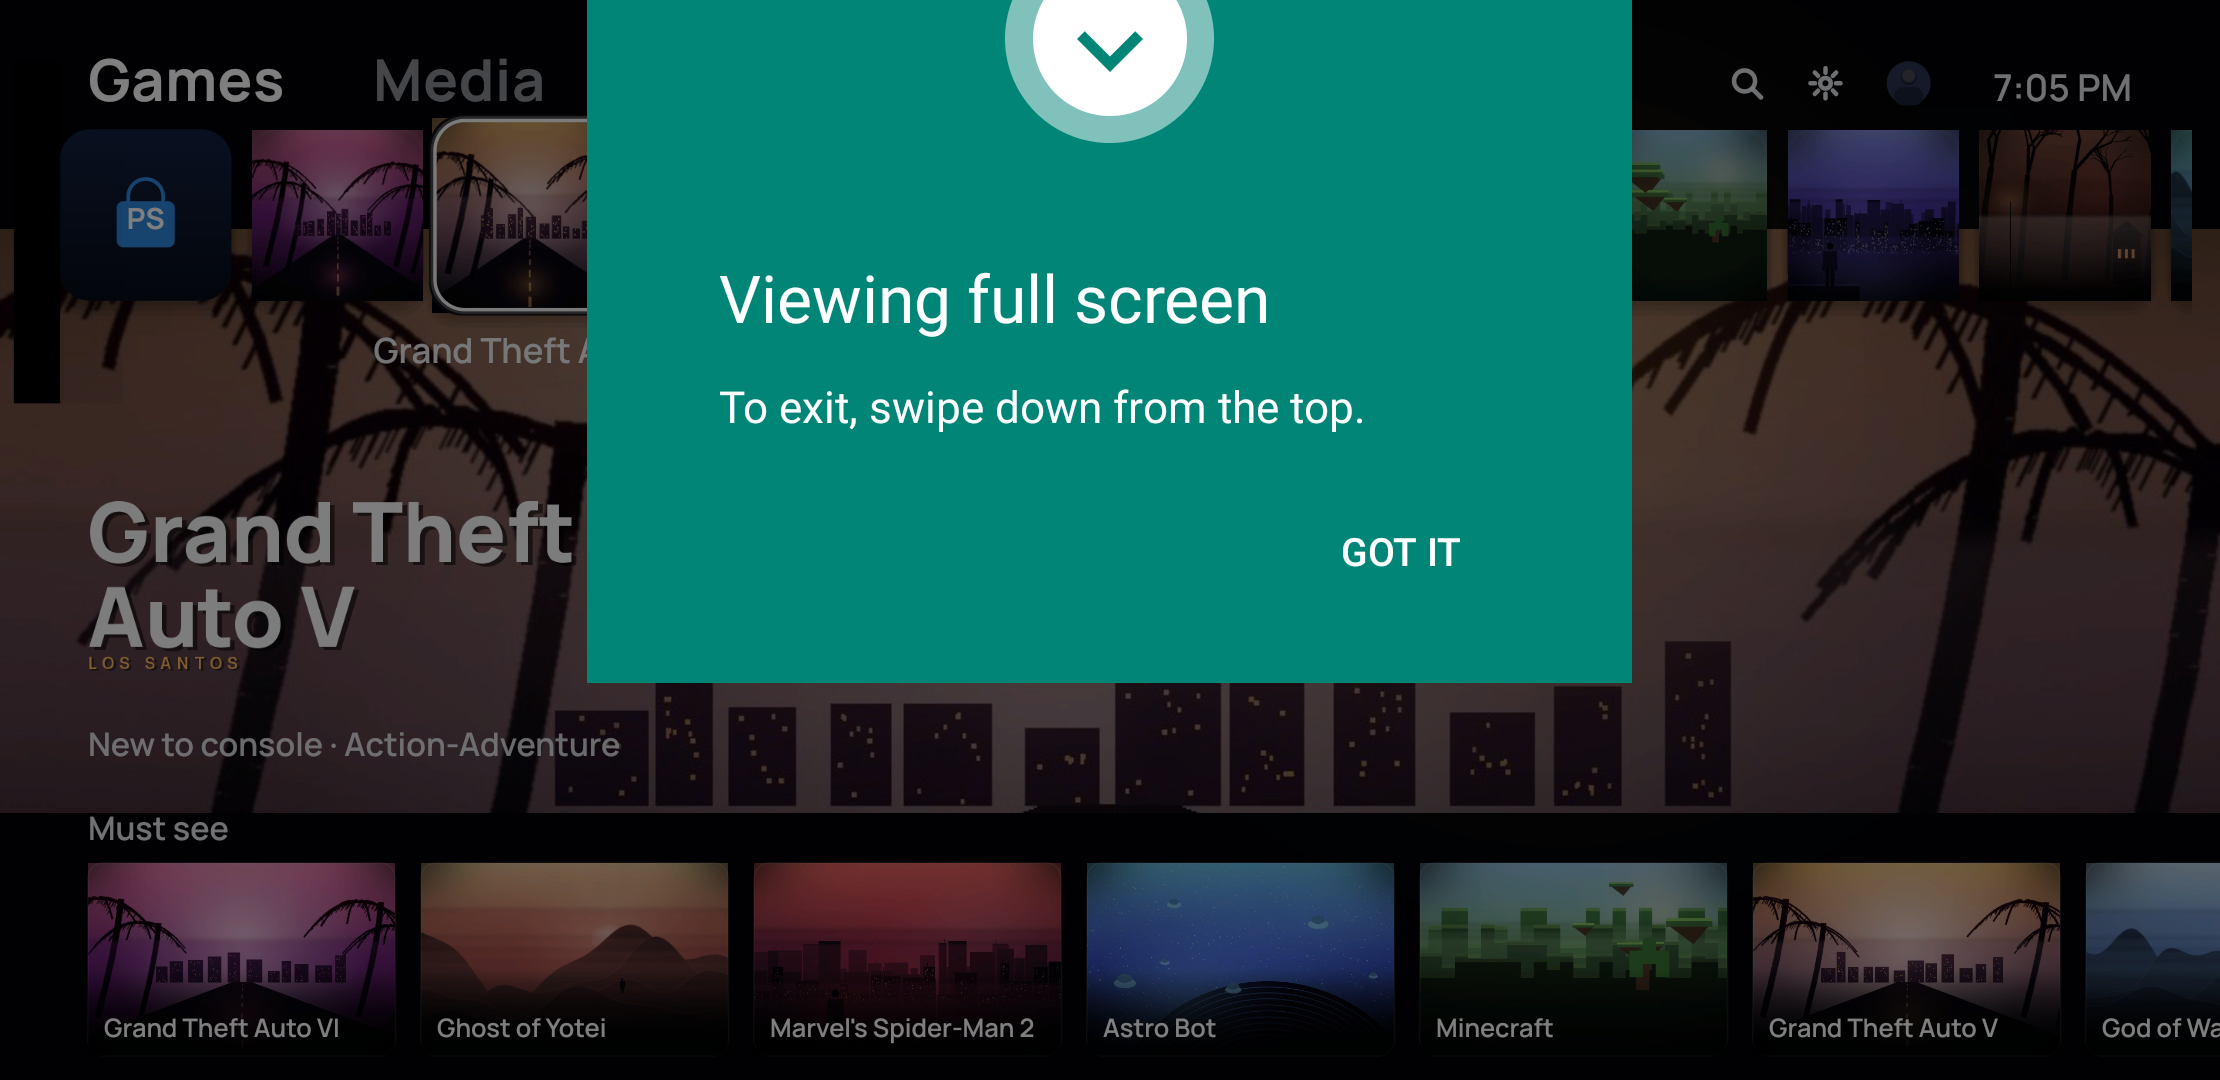 Games
Media
7:05 PM
PS
Grand Theft
Viewing full screen
To exit, swipe down from the top.
GOT IT
Grand Theft
Auto V
LOS SANTOS
New to console · Action-Adventure
Must see
Grand Theft Auto VI
Ghost of Yotei
Marvel's Spider-Man 2
Astro Bot
Minecraft
Grand Theft Auto V
God of Wa